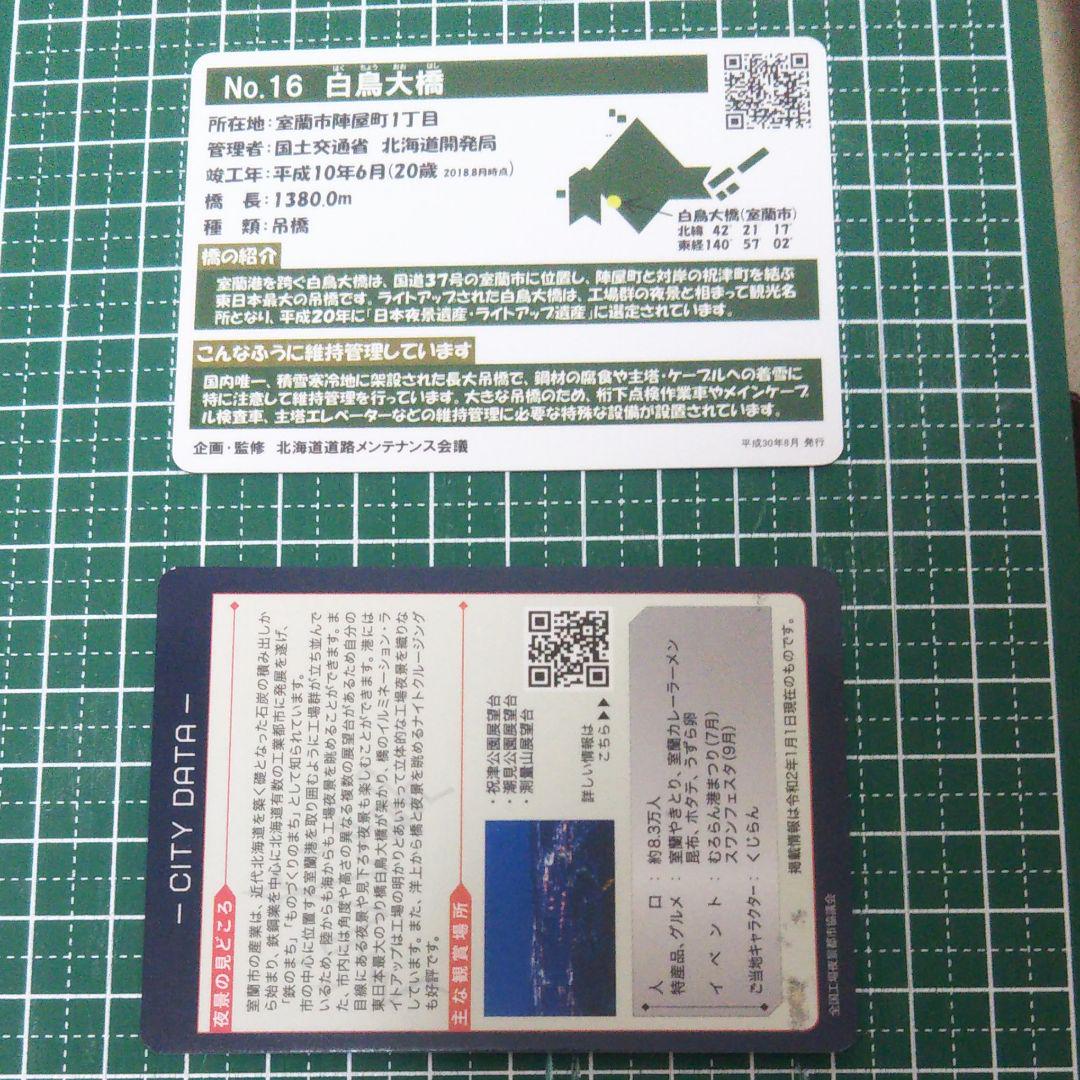 はくちょうおおはし
No.16 白鳥大橋
所在地:室蘭市陣屋町1丁目
管理者:国土交通省 北海道開発局
竣工年:平成10年6月(20歳 2018.8月時点)
橋 長:1380.0m
種 類:吊橋
白鳥大橋(室蘭市)
北緯 42° 21′ 17″
東経140° 57′ 02″
橋の紹介
室蘭港を跨ぐ白鳥大橋は、国道37号の室蘭市に位置し、陣屋町と対岸の祝津町を結ぶ
東日本最大の吊橋です。ライトアップされた白鳥大橋は、工場群の夜景と相まって観光名
所となり、平成20年に「日本夜景遺産・ライトアップ遺産」に選定されています。
こんなふうに維持管理しています
国内唯一、積雪寒冷地に架設された長大吊橋で、鋼材の腐食や主塔・ケーブルへの着雪に
特に注意して維持管理を行っています。大きな吊橋のため、桁下点検作業車やメインケーブ
ル検査車、主塔エレベーターなどの維持管理に必要な特殊な設備が設置されています。
企画・監修 北海道道路メンテナンス会議
平成30年8月 発行
― CITY DATA ―
夜景の見どころ
室蘭市の産業は、近代北海道を築く礎となった石炭の積み出しか
ら始まり、鉄鋼業を中心に北海道有数の工業都市に発展を遂げ、
「鉄のまち」、「ものづくりのまち」として知られています。
市の中心に位置する室蘭港を取り囲むように工場群が立ち並んで
いるため、陸からも海からも工場夜景を眺めることができます。ま
た、市内には角度や高さの異なる複数の展望台があるため自分の
目線にある夜景や見下ろす夜景も楽しむことができます。港には
東日本最大のつり橋白鳥大橋が架かり、橋のイルミネーション・ラ
イトアップは工場の明かりとあいまって立体的な工場夜景を織りな
しています。また、洋上から橋と夜景を眺めるナイトクルージング
も好評です。
主な観賞場所
・祝津公園展望台
・潮見公園展望台
・測量山展望台
詳しい情報は
こちら▶▶
人口:約8.3万人
特産品、グルメ:室蘭やきとり、室蘭カレーラーメン
昆布、ホタテ、うずら卵
イベント:むろらん港まつり(7月)
スワンフェスタ(9月)
ご当地キャラクター:くじらん
掲載情報は令和2年1月1日現在のものです。
全国工場夜景都市協議会